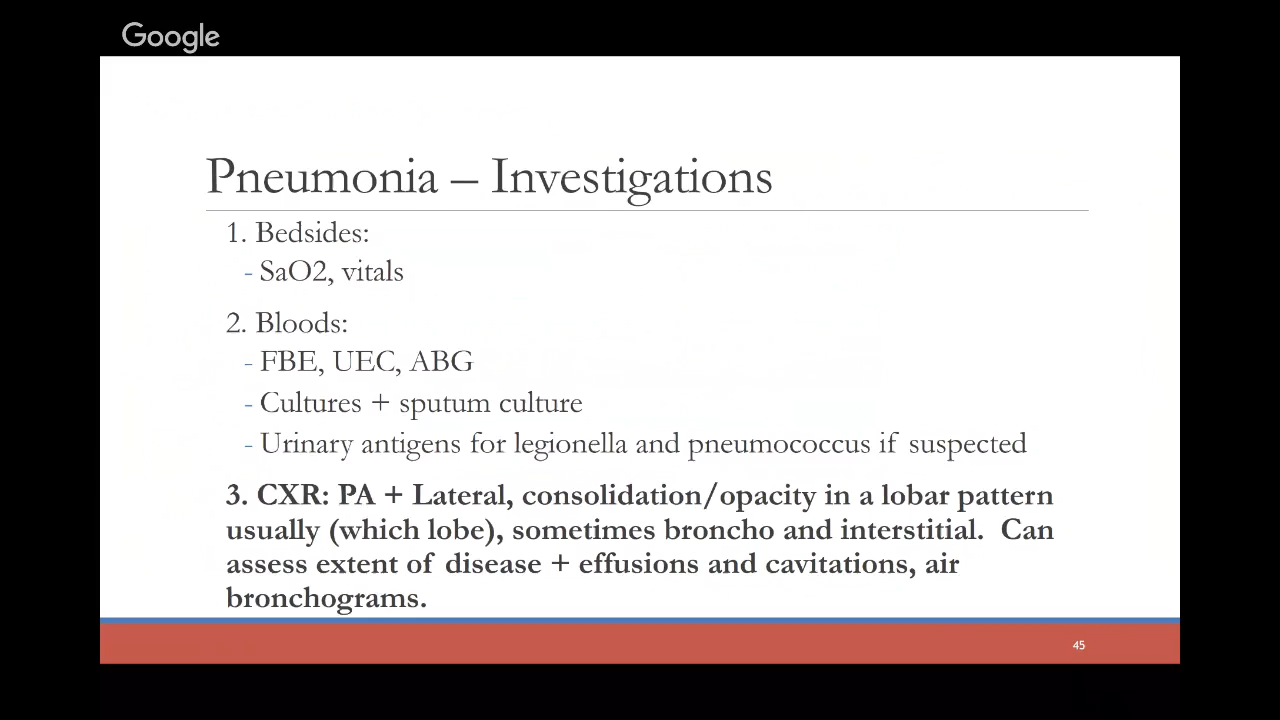 Google
Pneumonia – Investigations
1. Bedsides:
- SaO2, vitals
2. Bloods:
- FBE, UEC, ABG
- Cultures + sputum culture
- Urinary antigens for legionella and pneumococcus if suspected
3. CXR: PA + Lateral, consolidation/opacity in a lobar pattern
usually (which lobe), sometimes broncho and interstitial. Can
assess extent of disease + effusions and cavitations, air
bronchograms.
45